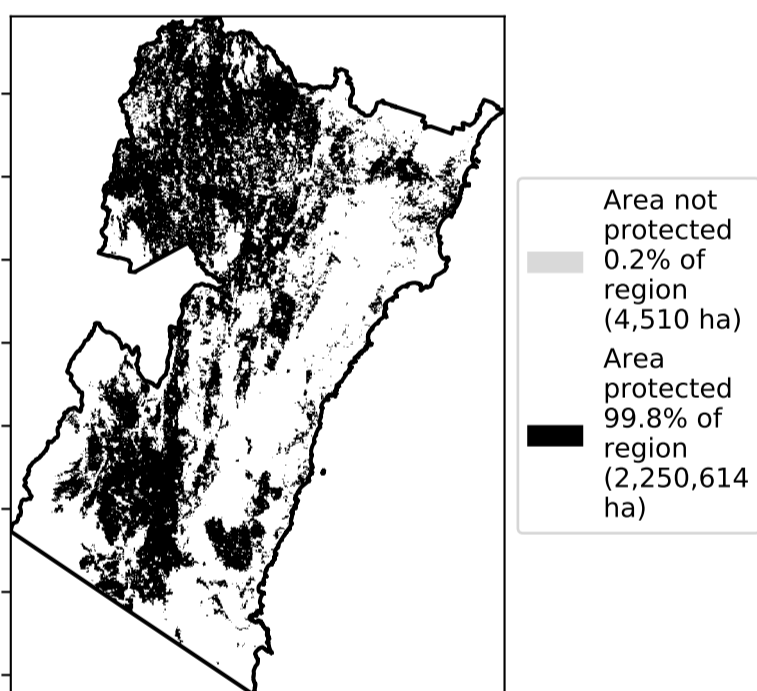 Area not
protected
0.2% of
region
(4,510 ha)
Area
protected
99.8% of
region
(2,250,614
ha)